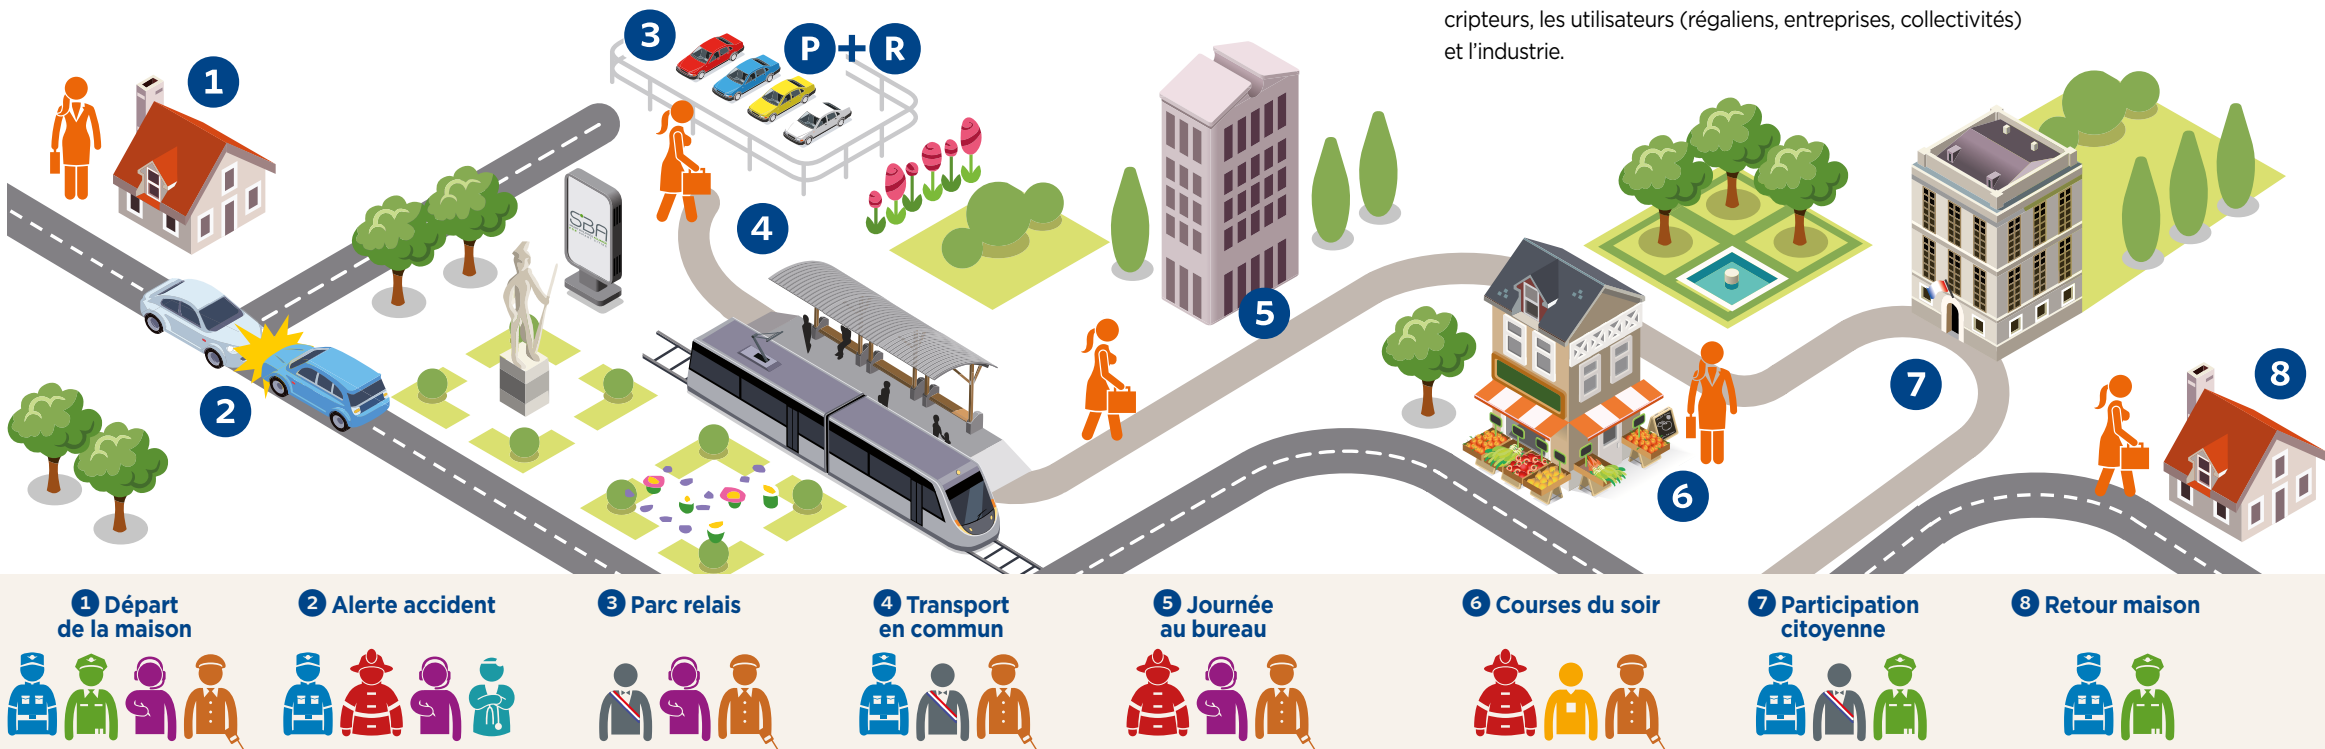 cripteurs, les utilisateurs (régaliens, entreprises, collectivités)
et l'industrie.
1
2
3
P+R
4
5
6
7
8
SBA
1 Départ
de la maison
2 Alerte accident
3 Parc relais
4 Transport
en commun
5 Journée
au bureau
6 Courses du soir
7 Participation
citoyenne
8 Retour maison